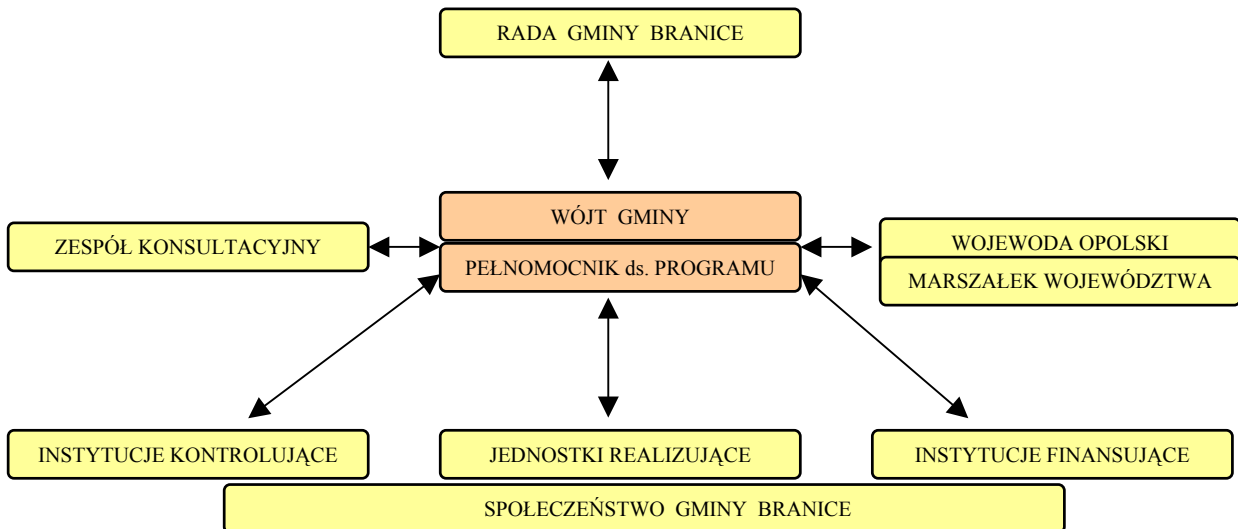 RADA GMINY BRANICE
WÓJT GMINY
ZESPÓŁ KONSULTACYJNY
PEŁNOMOCNIK ds. PROGRAMU
WOJEWODA OPOLSKI
MARSZAŁEK WOJEWÓDZTWA
INSTYTUCJE KONTROLUJĄCE
JEDNOSTKI REALIZUJĄCE
INSTYTUCJE FINANSUJĄCE
SPOŁECZEŃSTWO GMINY BRANICE